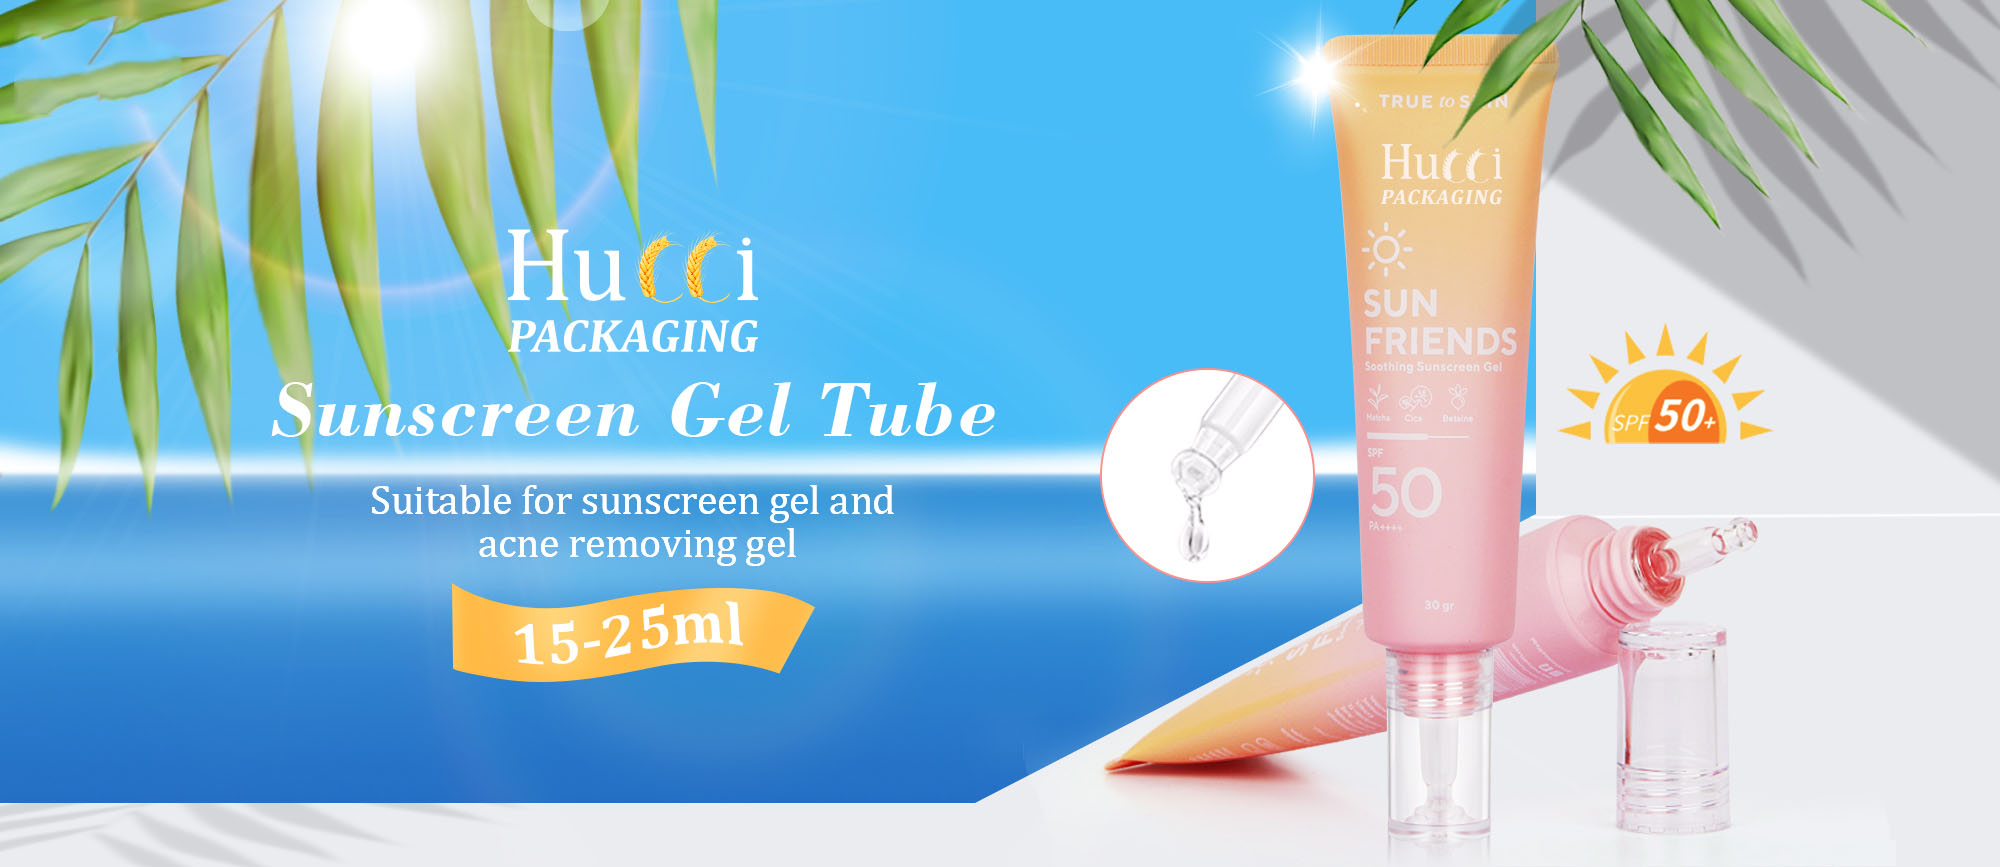 Hucci
PACKAGING
Sunscreen Gel Tube
Suitable for sunscreen gel and
acne removing gel
15-25ml
TRUE to
Hucci
PACKAGING
SUN
FRIENDS
Soothing Sunscreen Gel
Matcha Cica Betaine
SPF
50
PA++++
30 gr
SPF 50+